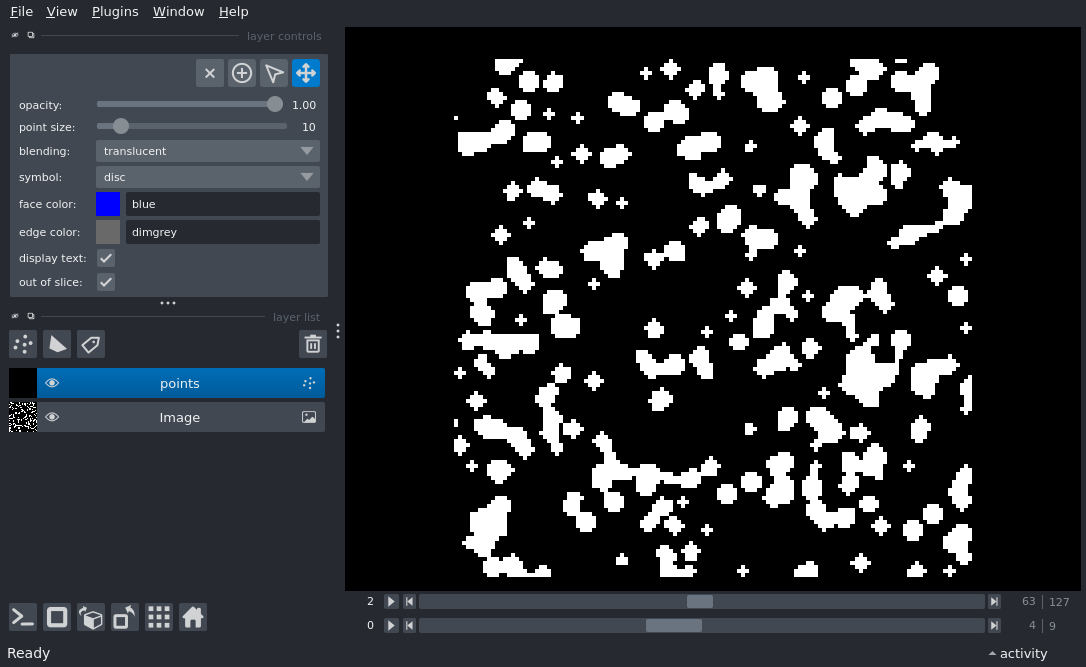 File View Plugins Window Help
layer controls
opacity: 1.00
point size: 10
blending: translucent
symbol: disc
face color: blue
edge color: dimgrey
display text:
out of slice:
layer list
points
Image
2 63 127
0 4 9
Ready activity